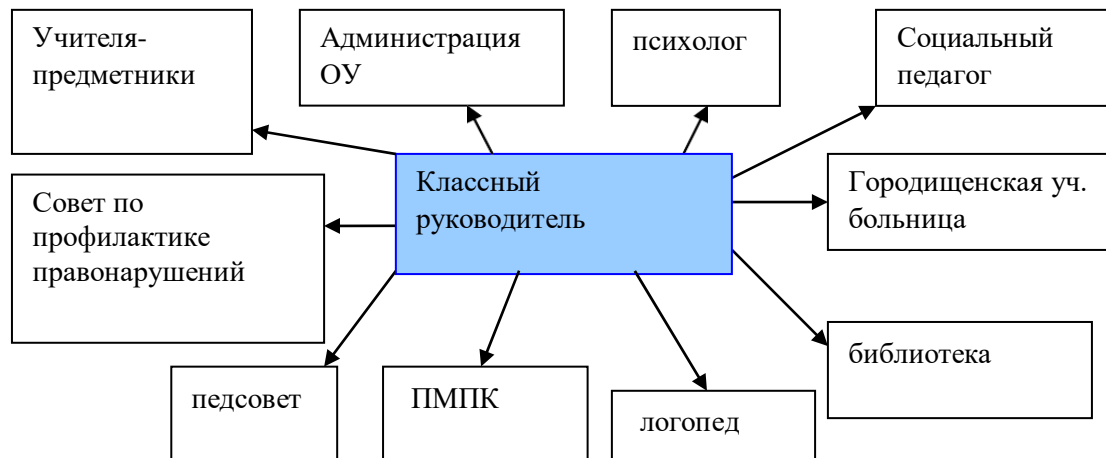 Учителя-
предметники
Администрация
ОУ
психолог
Социальный
педагог
Классный
руководитель
Городищенская уч.
больница
Совет по
профилактике
правонарушений
библиотека
педсовет
ПМПК
логопед